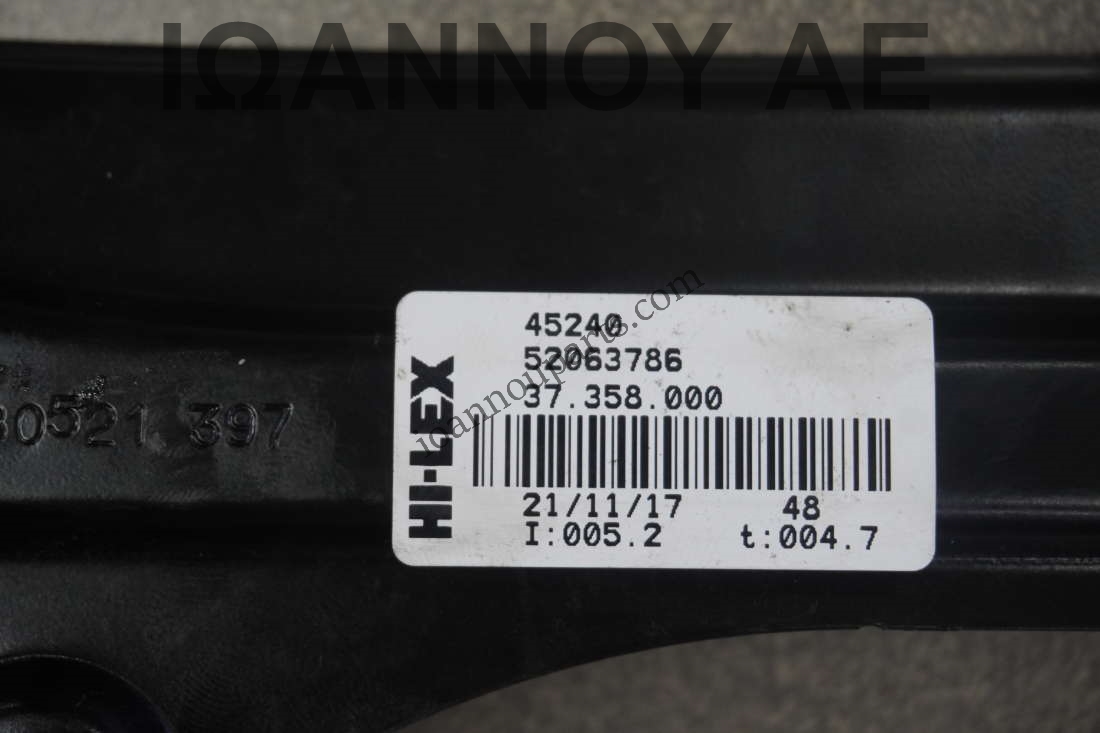 ΙΩΑΝΝΟΥ ΑΕ
45240
52063786
37.358.000
HI-LEX
ioannouparts.com
21/11/17 48
I:005.2 t:004.7
30521 397